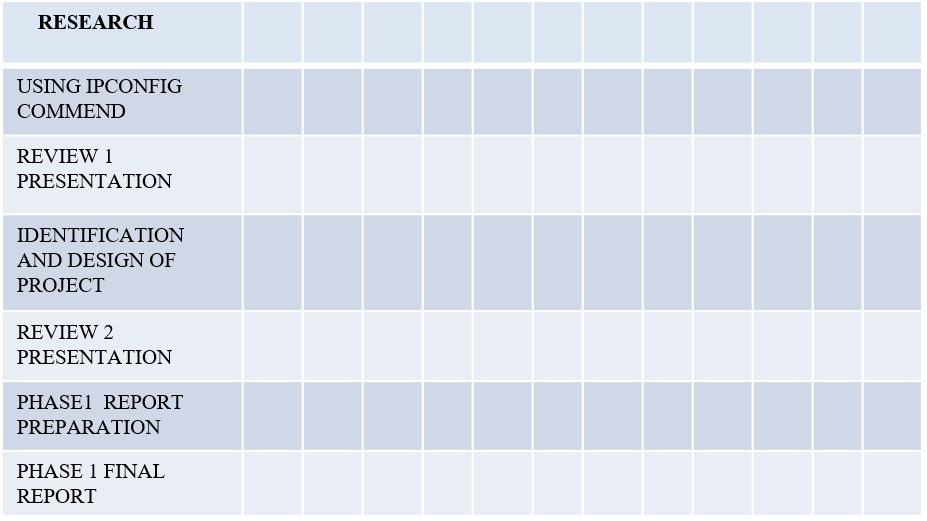 RESEARCH
USING IPCONFIG
COMMEND
REVIEW 1
PRESENTATION
IDENTIFICATION
AND DESIGN OF
PROJECT
REVIEW 2
PRESENTATION
PHASE1  REPORT
PREPARATION
PHASE 1 FINAL
REPORT